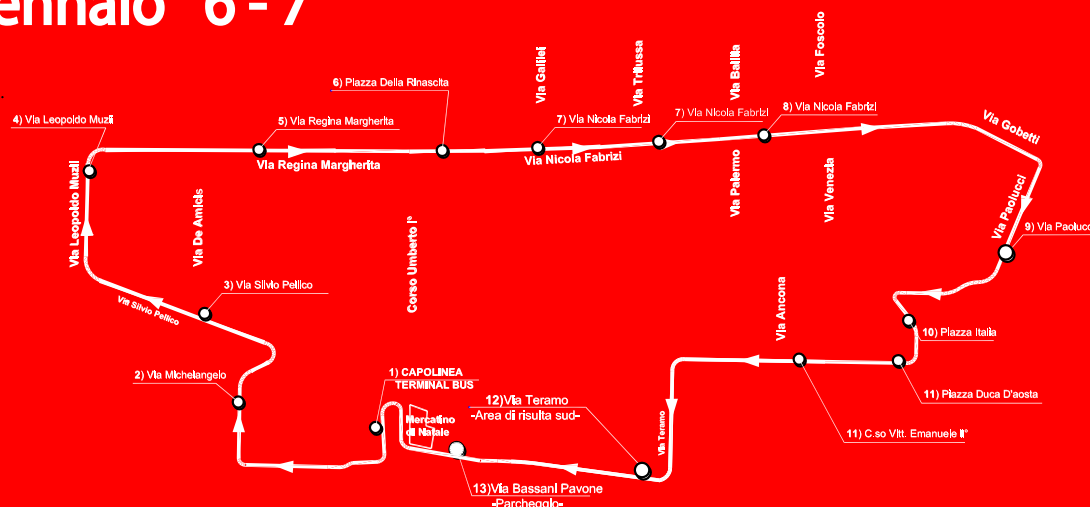 ennaio 6 - 7
Via Galilei
Via Trilussa
Via Balilla
Via Foscolo
6) Piazza Della Rinascita
4) Via Leopoldo Muzii
5) Via Regina Margherita
7) Via Nicola Fabrizi
7) Via Nicola Fabrizi
8) Via Nicola Fabrizi
Via Gobetti
Via Regina Margherita
Via Nicola Fabrizi
Via Leopoldo Muzii
Via De Amicis
Corso Umberto I°
Via Palermo
Via Venezia
Via Paolucci
9) Via Paolucc
3) Via Silvio Pellico
Via Silvio Pellico
Via Ancona
10) Piazza Italia
2) Via Michelangelo
1) CAPOLINEA
TERMINAL BUS
11) Piazza Duca D'aosta
12)Via Teramo
-Area di risulta sud-
Mercatino
di Natale
Via Teramo
11) C.so Vitt. Emanuele II°
13)Via Bassani Pavone
-Parcheggio-